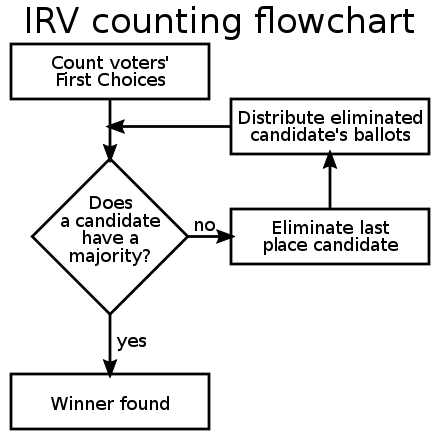 IRV counting flowchart
Count voters'
First Choices
Distribute eliminated
candidate's ballots
Does
a candidate
have a
majority?
no
Eliminate last
place candidate
yes
Winner found